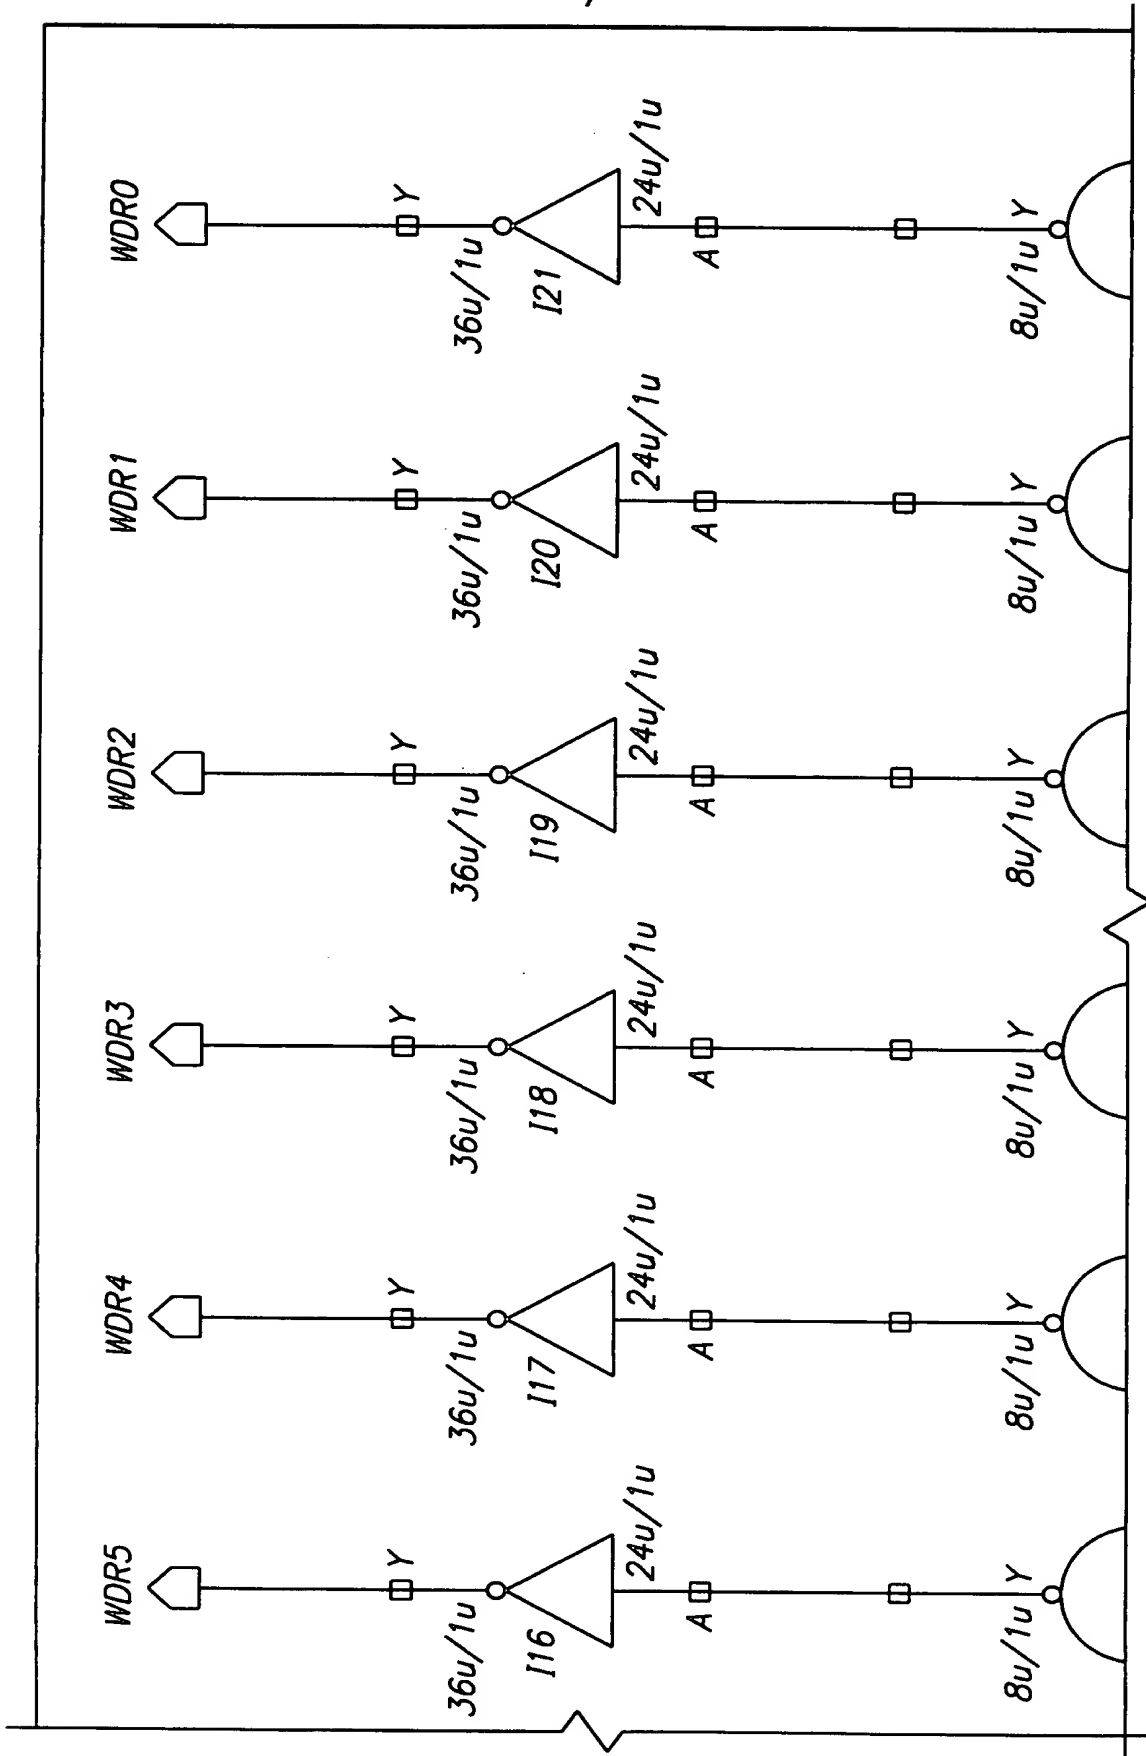 WDR0
Y
36u/1u
I21
24u/1u
A
8u/1u
Y
WDR1
Y
36u/1u
I20
24u/1u
A
8u/1u
Y
WDR2
Y
36u/1u
I19
24u/1u
A
8u/1u
Y
WDR3
Y
36u/1u
I18
24u/1u
A
8u/1u
Y
WDR4
Y
36u/1u
I17
24u/1u
A
8u/1u
Y
WDR5
Y
36u/1u
I16
24u/1u
A
8u/1u
Y